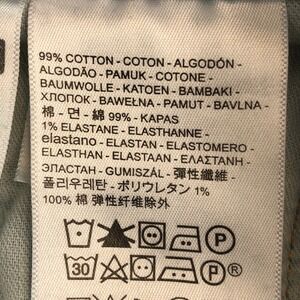 99% COTTON - COTON - ALGODÓN -
ALGODÃO - PAMUK - COTONE -
BAUMWOLLE - KATOEN - BAMBAKI -
ХЛОПОК - BAWEŁNA - PAMUT - BAVLNA -
棉 - 면 - 綿 99% - KAPAS
1% ELASTANE - ELASTHANNE -
elastano - ELASTAN - ELASTOMERO -
ELASTHAN - ELASTAAN - ΕΛΑΣΤΑΝΗ -
ЭЛАСТАН - GUMISZÁL - 彈性纖維 -
폴리우레탄 - ポリウレタン 1%
100% 棉 弹性纤维除外
P
30 P